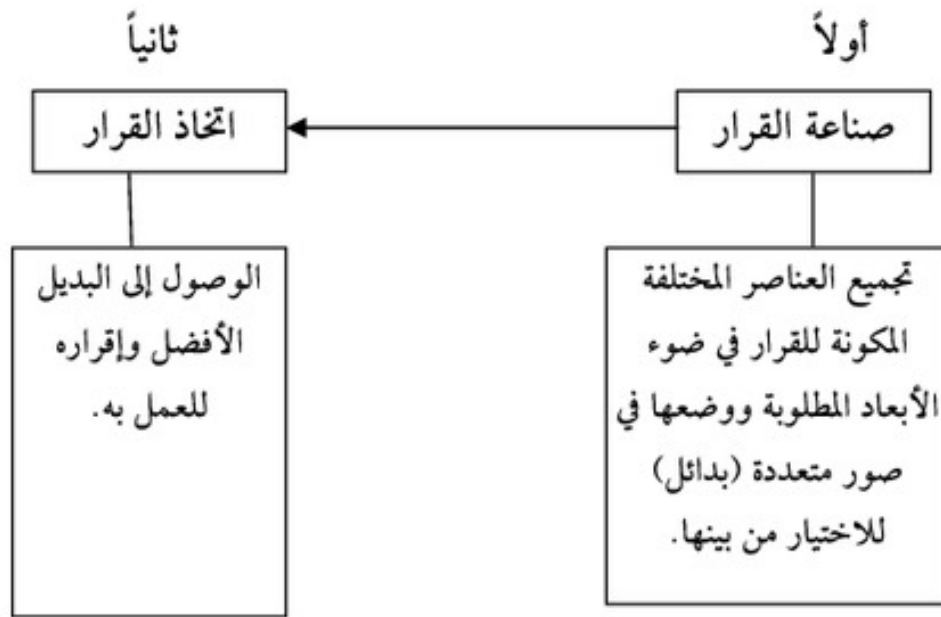 أولاً
ثانياً
صناعة القرار
اتخاذ القرار
تجميع العناصر المختلفة
المكونة للقرار في ضوء
الأبعاد المطلوبة ووضعها في
صور متعددة (بدائل)
للاختيار من بينها.
الوصول إلى البديل
الأفضل وإقراره
للعمل به.